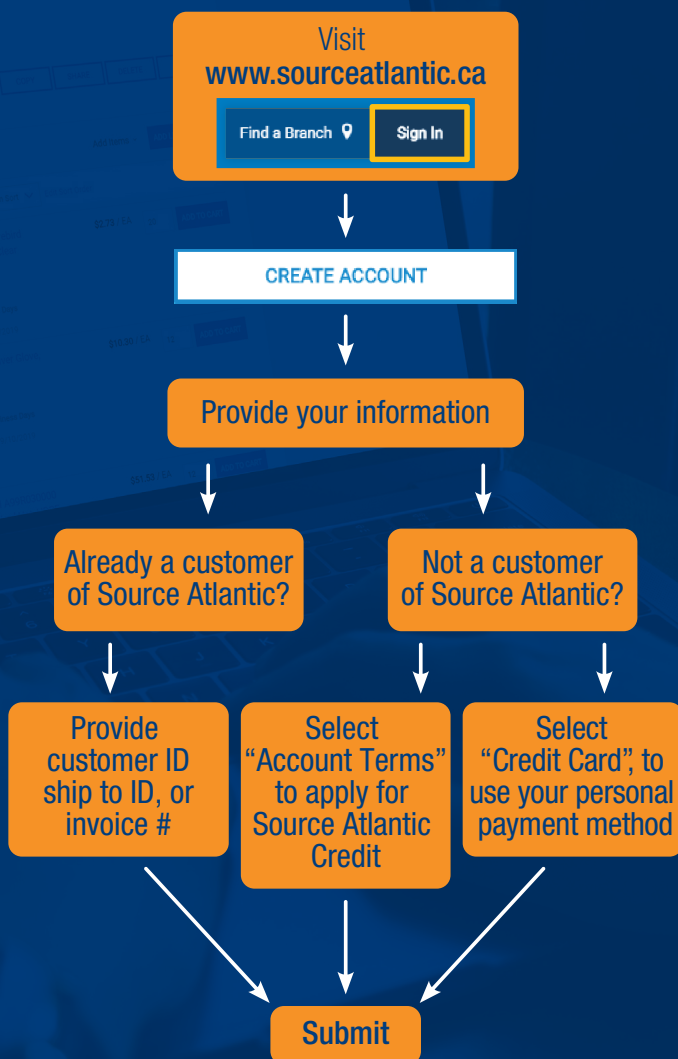 Visit
www.sourceatlantic.ca
Find a Branch Sign In
CREATE ACCOUNT
Provide your information
Already a customer
of Source Atlantic?
Not a customer
of Source Atlantic?
Provide
customer ID
ship to ID, or
invoice #
Select
“Account Terms”
to apply for
Source Atlantic
Credit
Select
“Credit Card”, to
use your personal
payment method
Submit